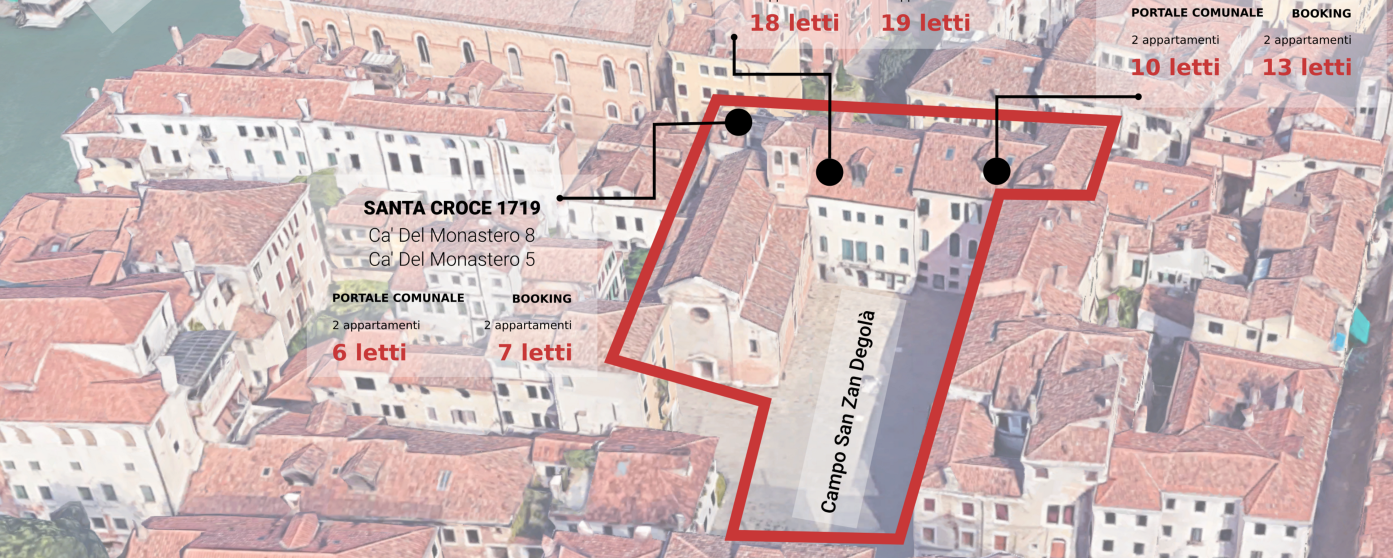 18 letti 19 letti
PORTALE COMUNALE BOOKING
2 appartamenti 2 appartamenti
10 letti 13 letti
SANTA CROCE 1719
Ca' Del Monastero 8
Ca' Del Monastero 5
PORTALE COMUNALE BOOKING
2 appartamenti 2 appartamenti
6 letti 7 letti
Campo San Zan Degolà